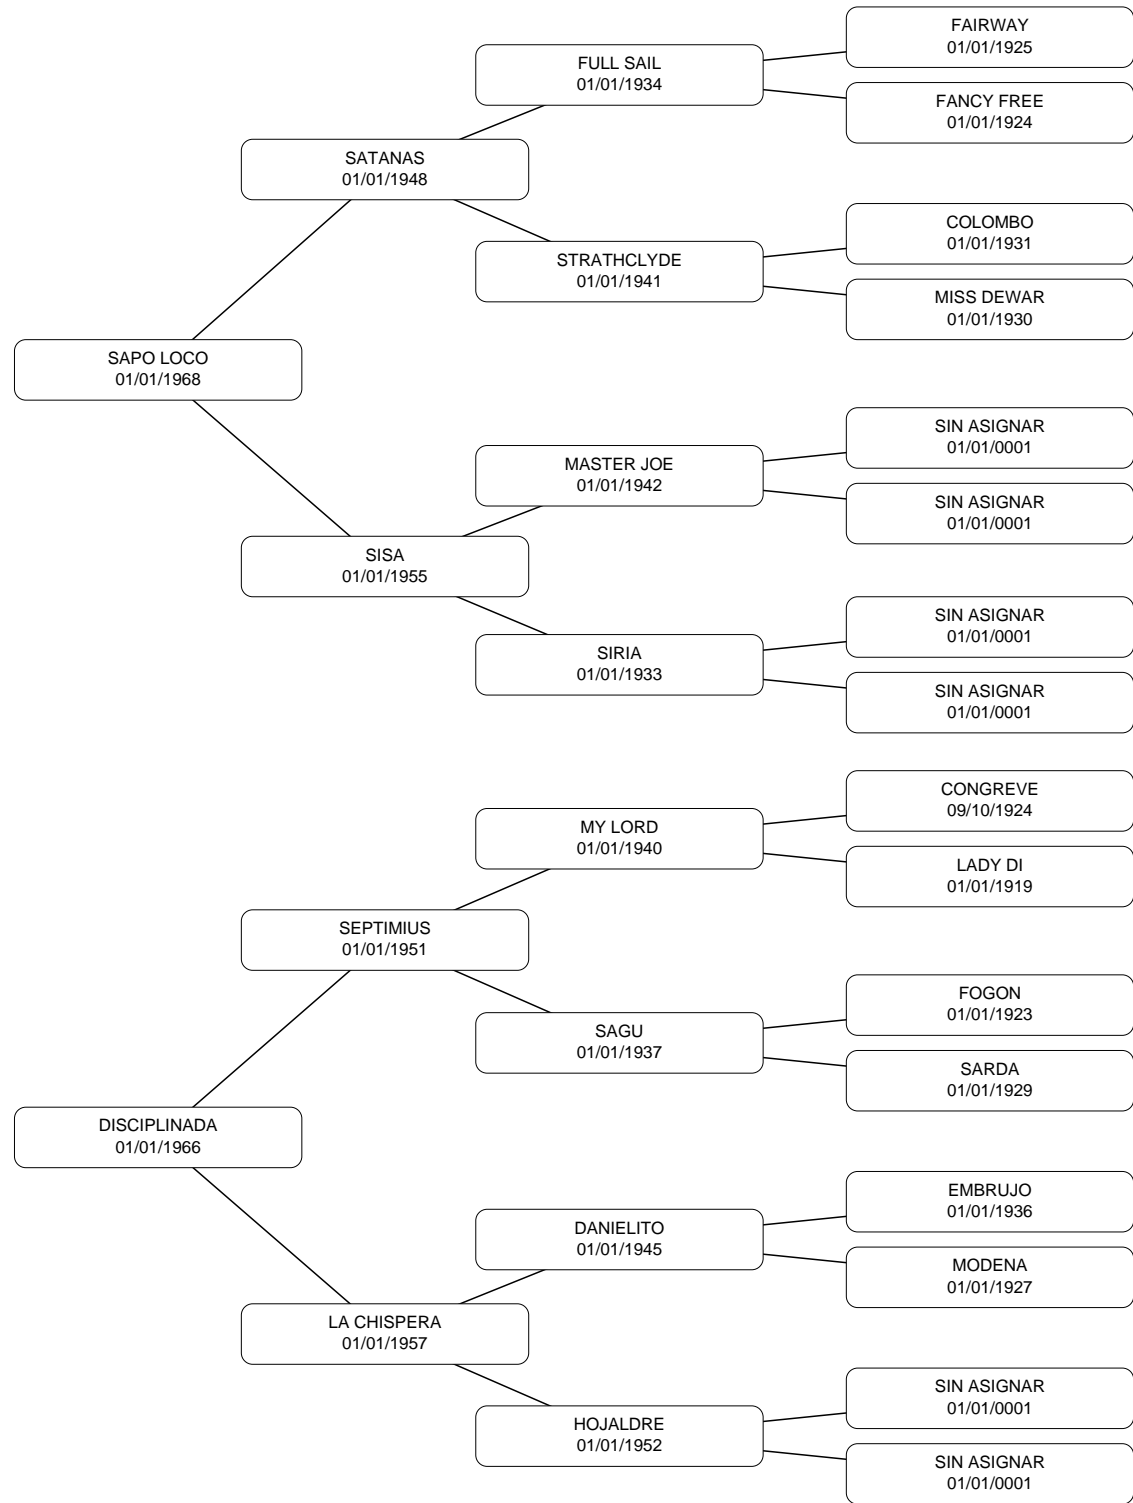 FAIRWAY
01/01/1925
FULL SAIL
01/01/1934
FANCY FREE
01/01/1924
SATANAS
01/01/1948
COLOMBO
01/01/1931
STRATHCLYDE
01/01/1941
MISS DEWAR
01/01/1930
SAPO LOCO
01/01/1968
SIN ASIGNAR
01/01/0001
MASTER JOE
01/01/1942
SIN ASIGNAR
01/01/0001
SISA
01/01/1955
SIN ASIGNAR
01/01/0001
SIRIA
01/01/1933
SIN ASIGNAR
01/01/0001
CONGREVE
09/10/1924
MY LORD
01/01/1940
LADY DI
01/01/1919
SEPTIMIUS
01/01/1951
FOGON
01/01/1923
SAGU
01/01/1937
SARDA
01/01/1929
DISCIPLINADA
01/01/1966
EMBRUJO
01/01/1936
DANIELITO
01/01/1945
MODENA
01/01/1927
LA CHISPERA
01/01/1957
SIN ASIGNAR
01/01/0001
HOJALDRE
01/01/1952
SIN ASIGNAR
01/01/0001